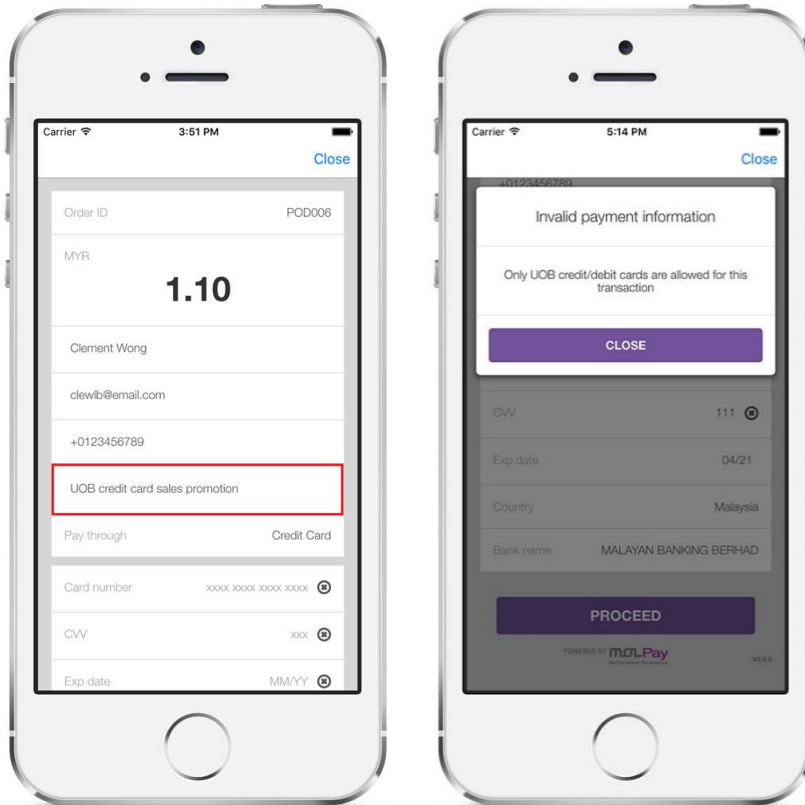 Carrier
3:51 PM
Close
Order ID
POD006
MYR
1.10
Clement Wong
clewlb@email.com
+0123456789
UOB credit card sales promotion
Pay through
Credit Card
Card number
xxxx xxxx xxxx xxxx
CVV
xxx
Exp date
MM/YY
Carrier
5:14 PM
Close
+0123456789
Invalid payment information
Only UOB credit/debit cards are allowed for this
transaction
CLOSE
CVV
111
Exp date
04/21
Country
Malaysia
Bank name
MALAYAN BANKING BERHAD
PROCEED
POWERED BY MOLPay